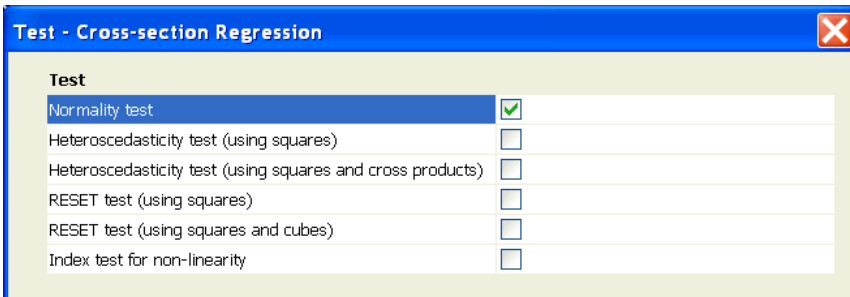 Test - Cross-section Regression
Test
Normality test
Heteroscedasticity test (using squares)
Heteroscedasticity test (using squares and cross products)
RESET test (using squares)
RESET test (using squares and cubes)
Index test for non-linearity